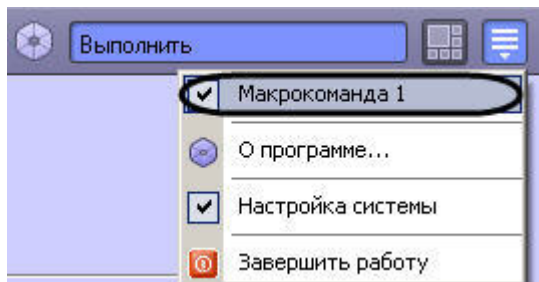 Выполнить
Макрокоманда 1
О программе...
Настройка системы
Завершить работу